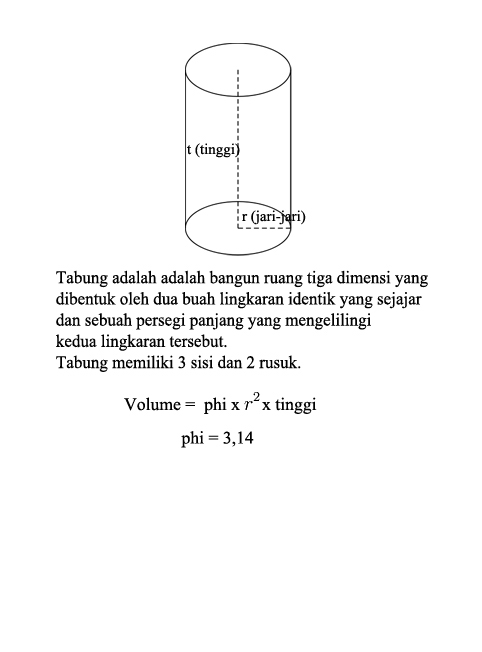 t (tinggi)
r (jari-jari)
Tabung adalah adalah bangun ruang tiga dimensi yang
dibentuk oleh dua buah lingkaran identik yang sejajar
dan sebuah persegi panjang yang mengelilingi
kedua lingkaran tersebut.
Tabung memiliki 3 sisi dan 2 rusuk.
Volume = phi x r² x tinggi
phi = 3,14